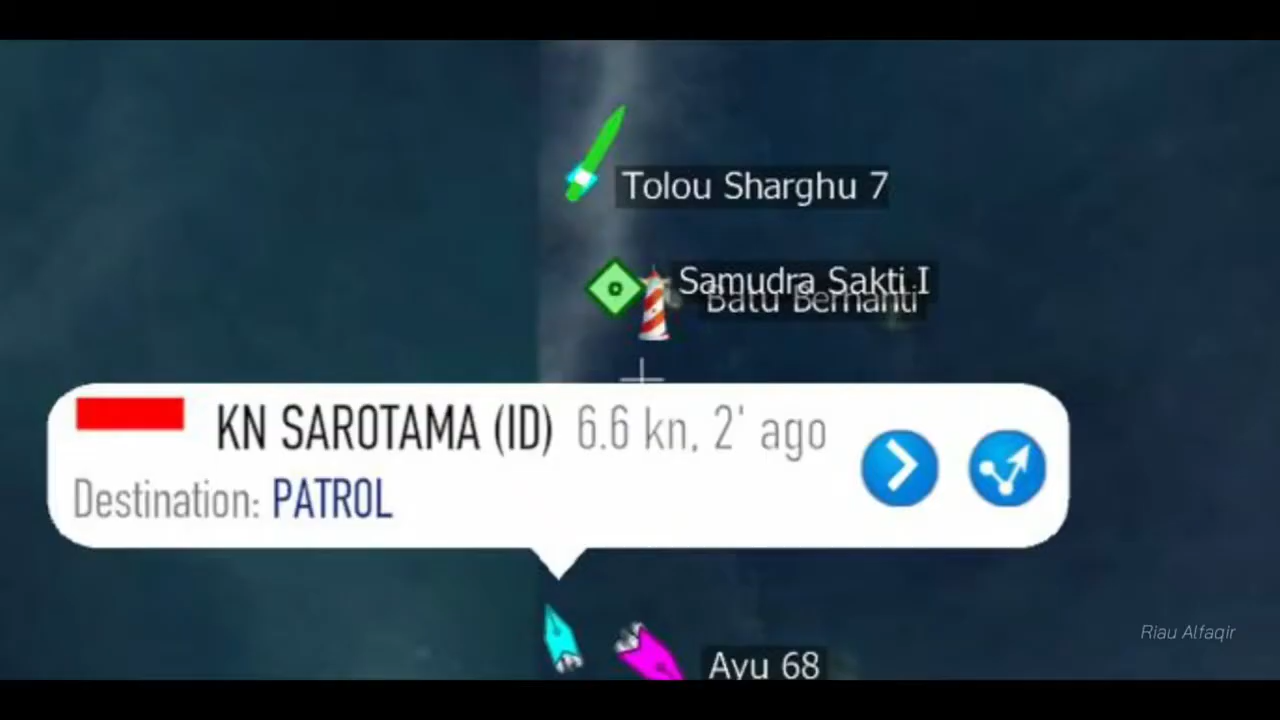 Tolou Sharghu 7
Samudra Sakti I
Batu Berhanti
KN SAROTAMA (ID) 6.6 kn, 2' ago
Destination: PATROL
Riau Alfaqir
Ayu 68